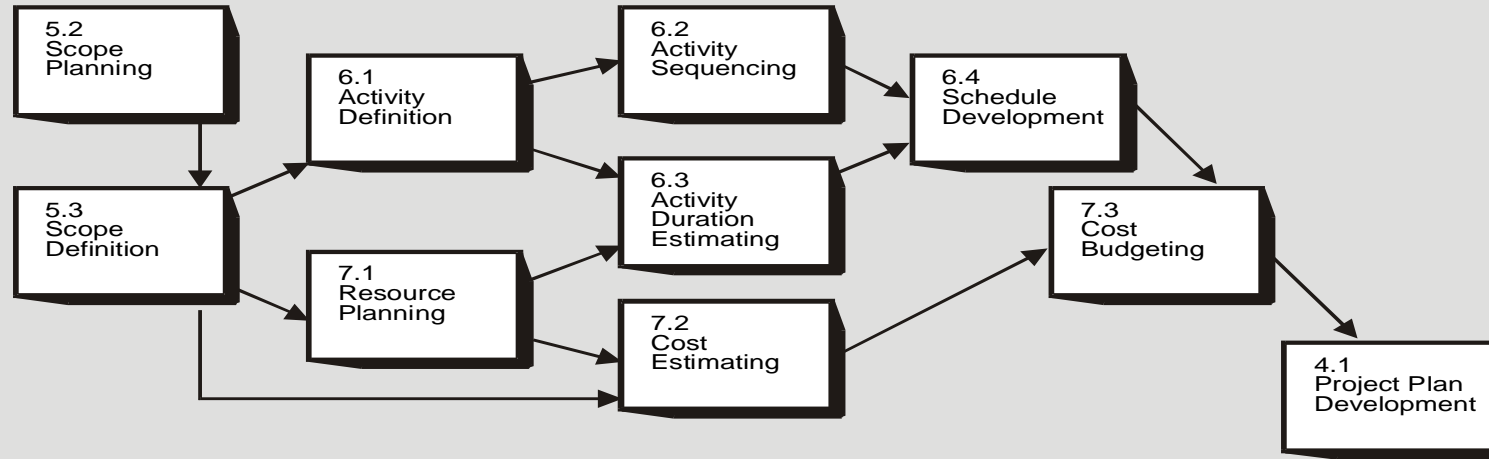 5.2
Scope
Planning
5.3
Scope
Definition
6.1
Activity
Definition
7.1
Resource
Planning
6.2
Activity
Sequencing
6.3
Activity
Duration
Estimating
7.2
Cost
Estimating
6.4
Schedule
Development
7.3
Cost
Budgeting
4.1
Project Plan
Development